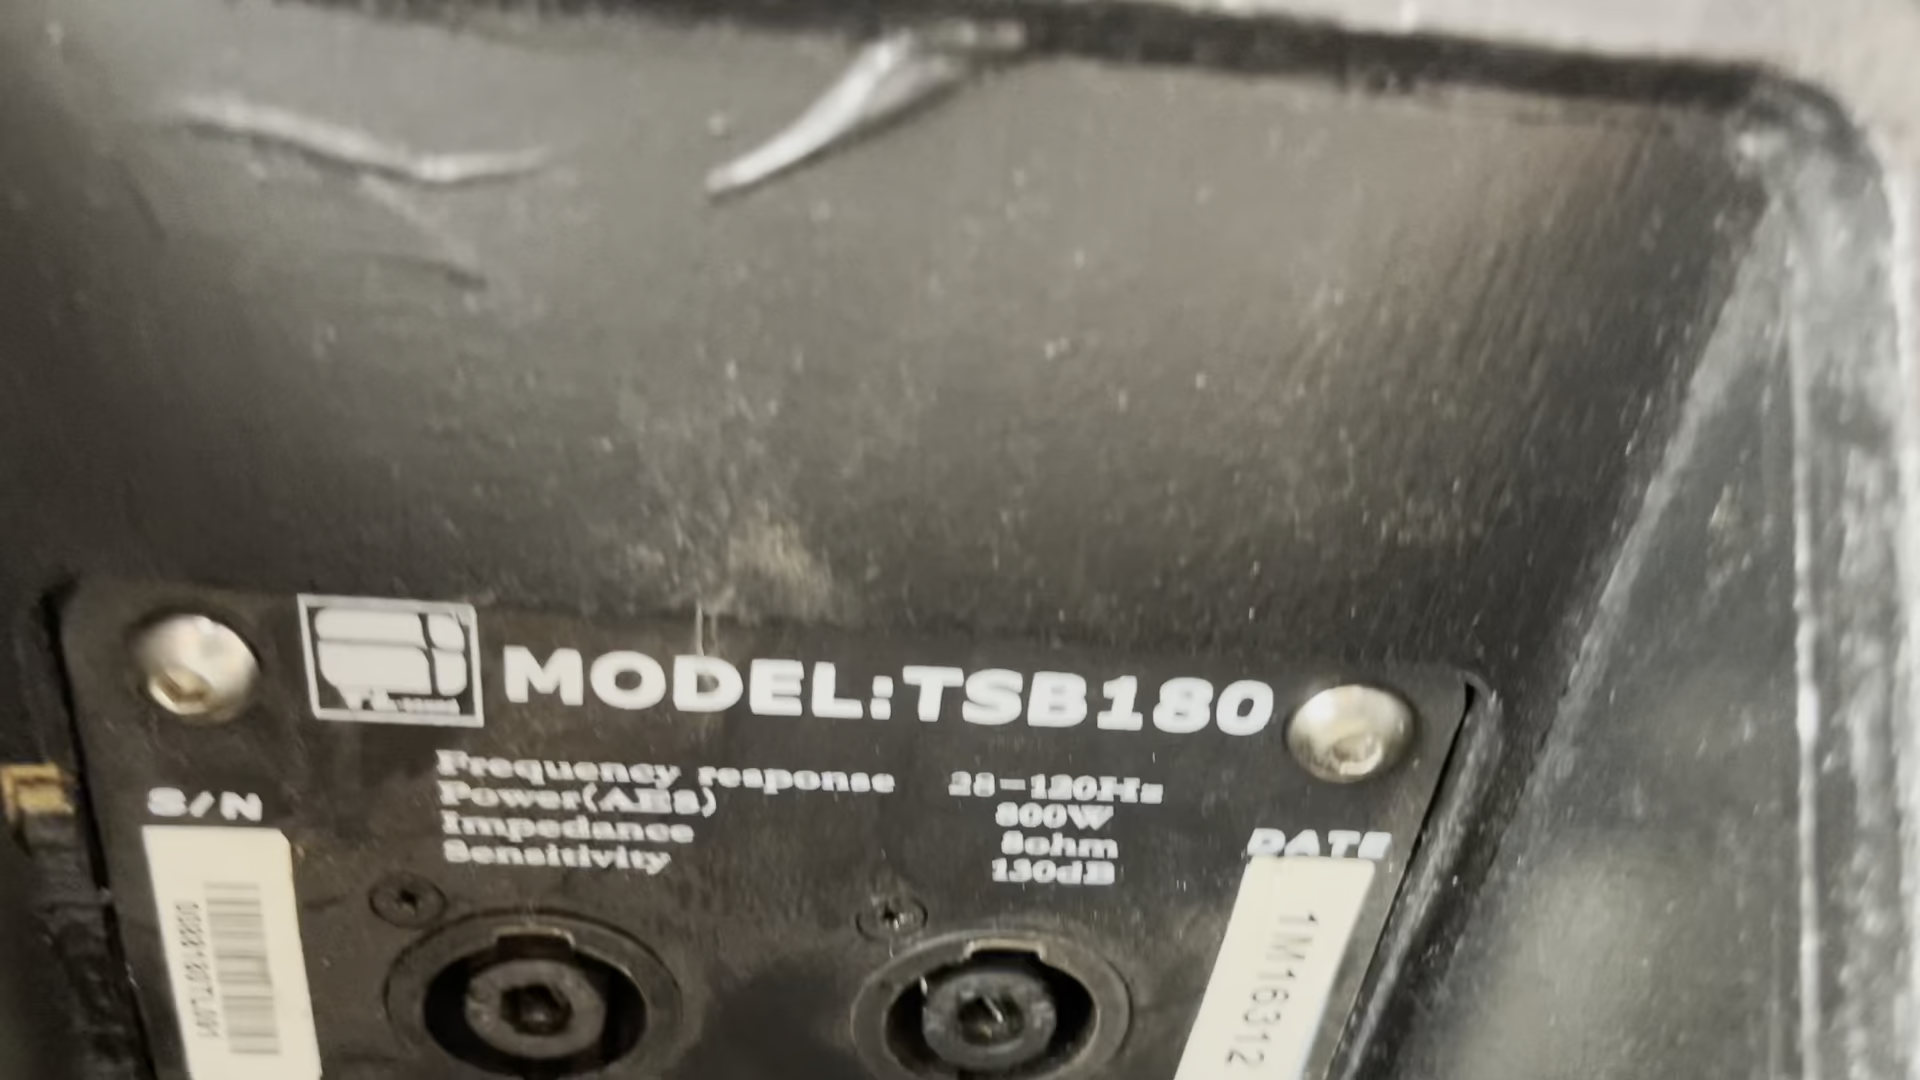 MODEL:TSB180
Frequency response 28-120Hz
Power(AES) 800W
Impedance 8ohm
Sensitivity 130dB
S/N
DATE
1M16312